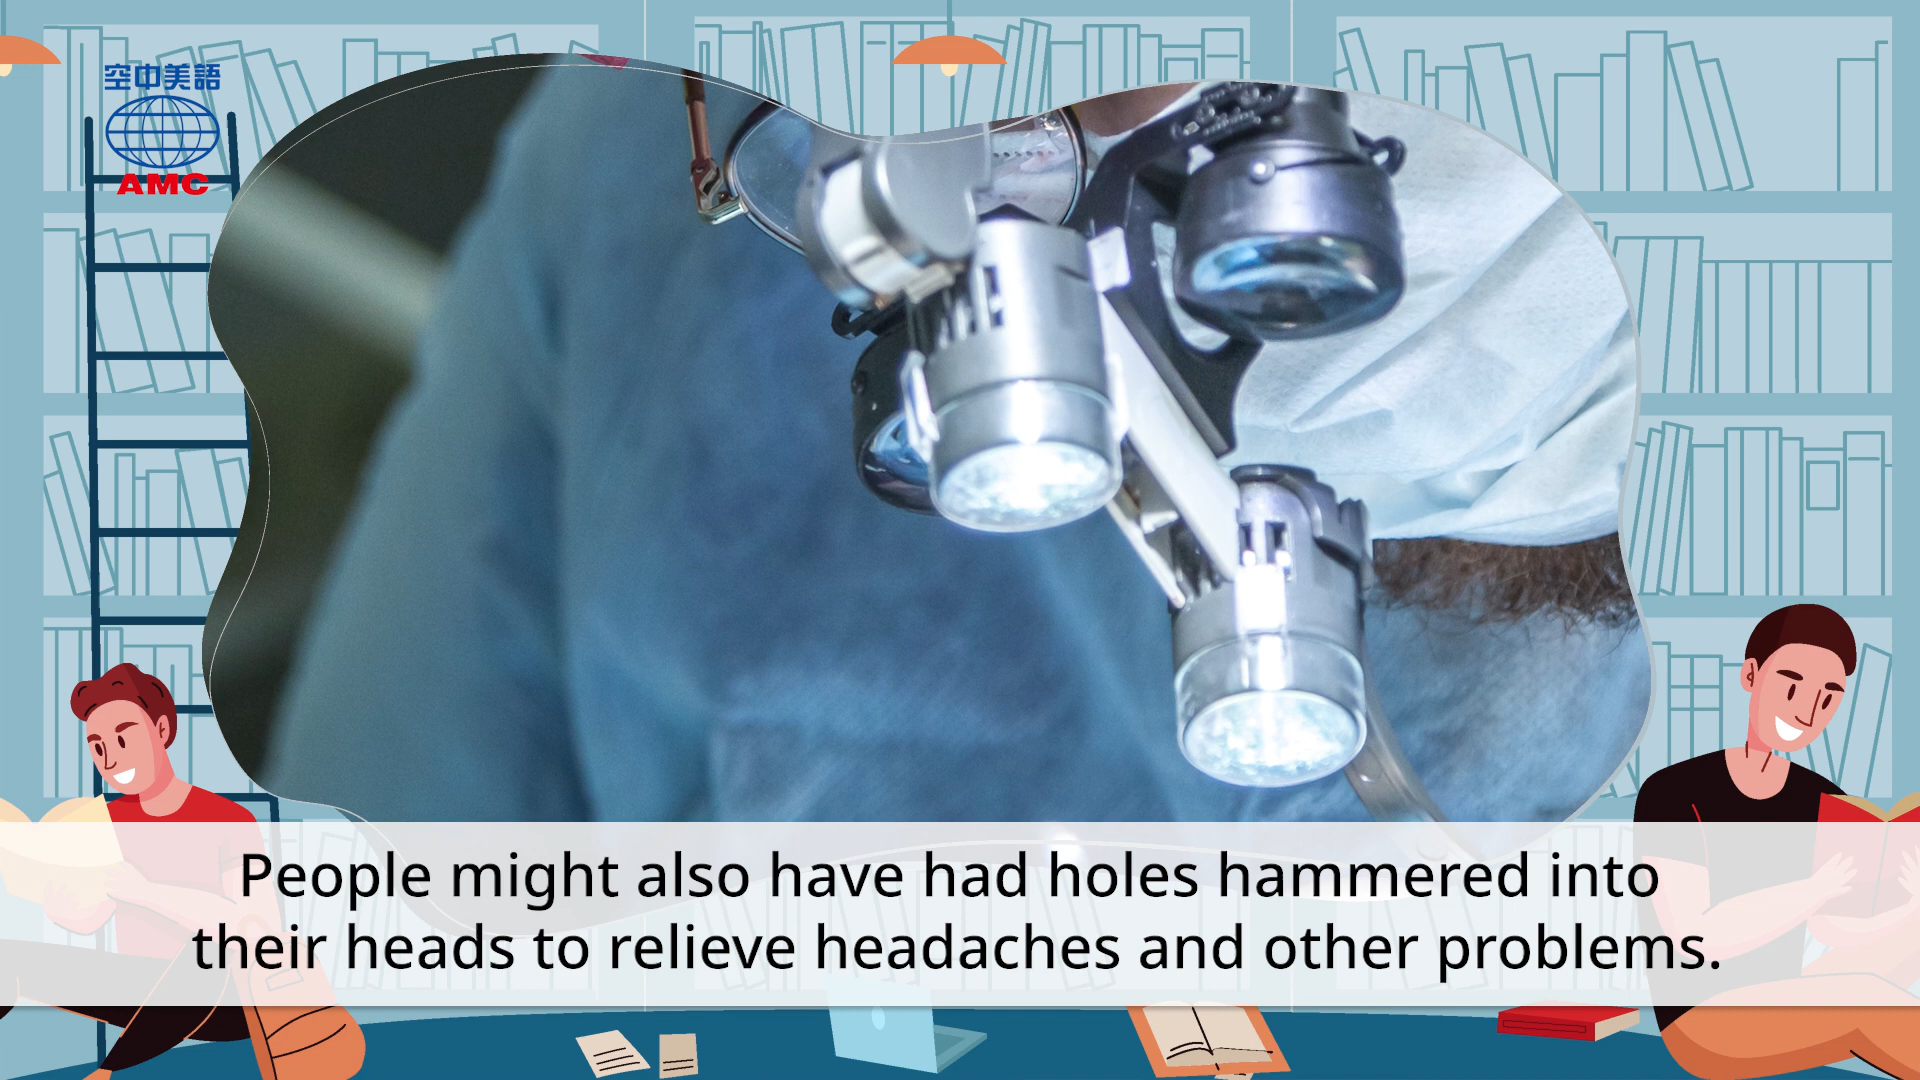 空中美語
AMC
People might also have had holes hammered into
their heads to relieve headaches and other problems.